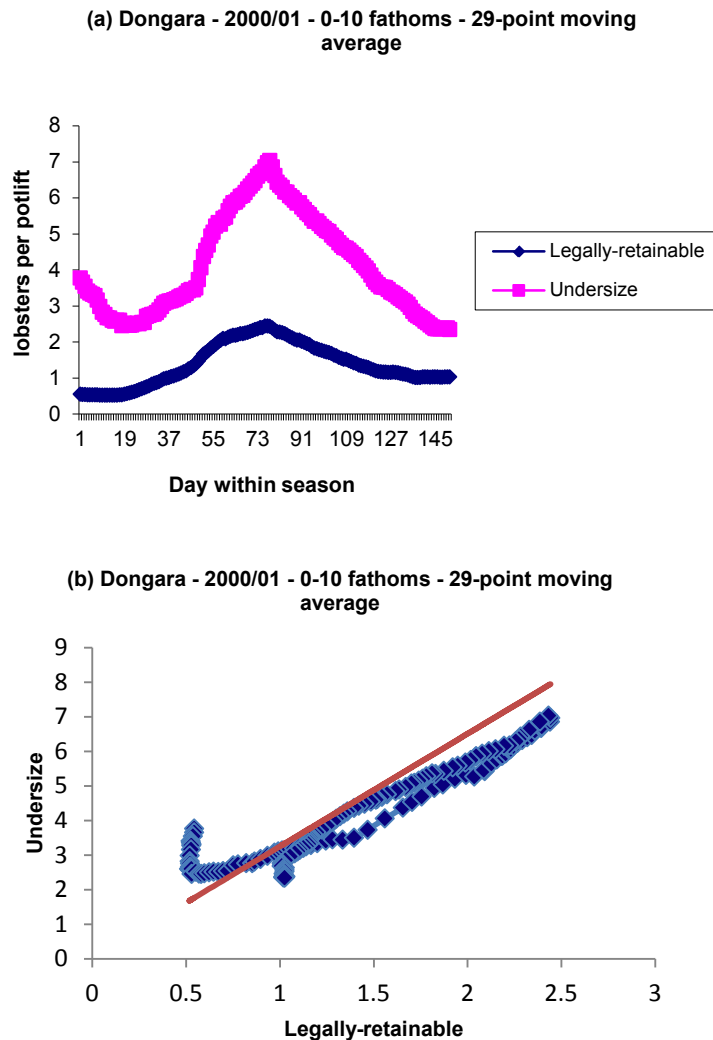 (a) Dongara - 2000/01 - 0-10 fathoms - 29-point moving
average
8
7
6
5
4
3
2
1
0
lobsters per potlift
1 19 37 55 73 91 109 127 145
Day within season
Legally-retainable
Undersize
(b) Dongara - 2000/01 - 0-10 fathoms - 29-point moving
average
9
8
7
6
5
4
3
2
1
0
Undersize
0 0.5 1 1.5 2 2.5 3
Legally-retainable